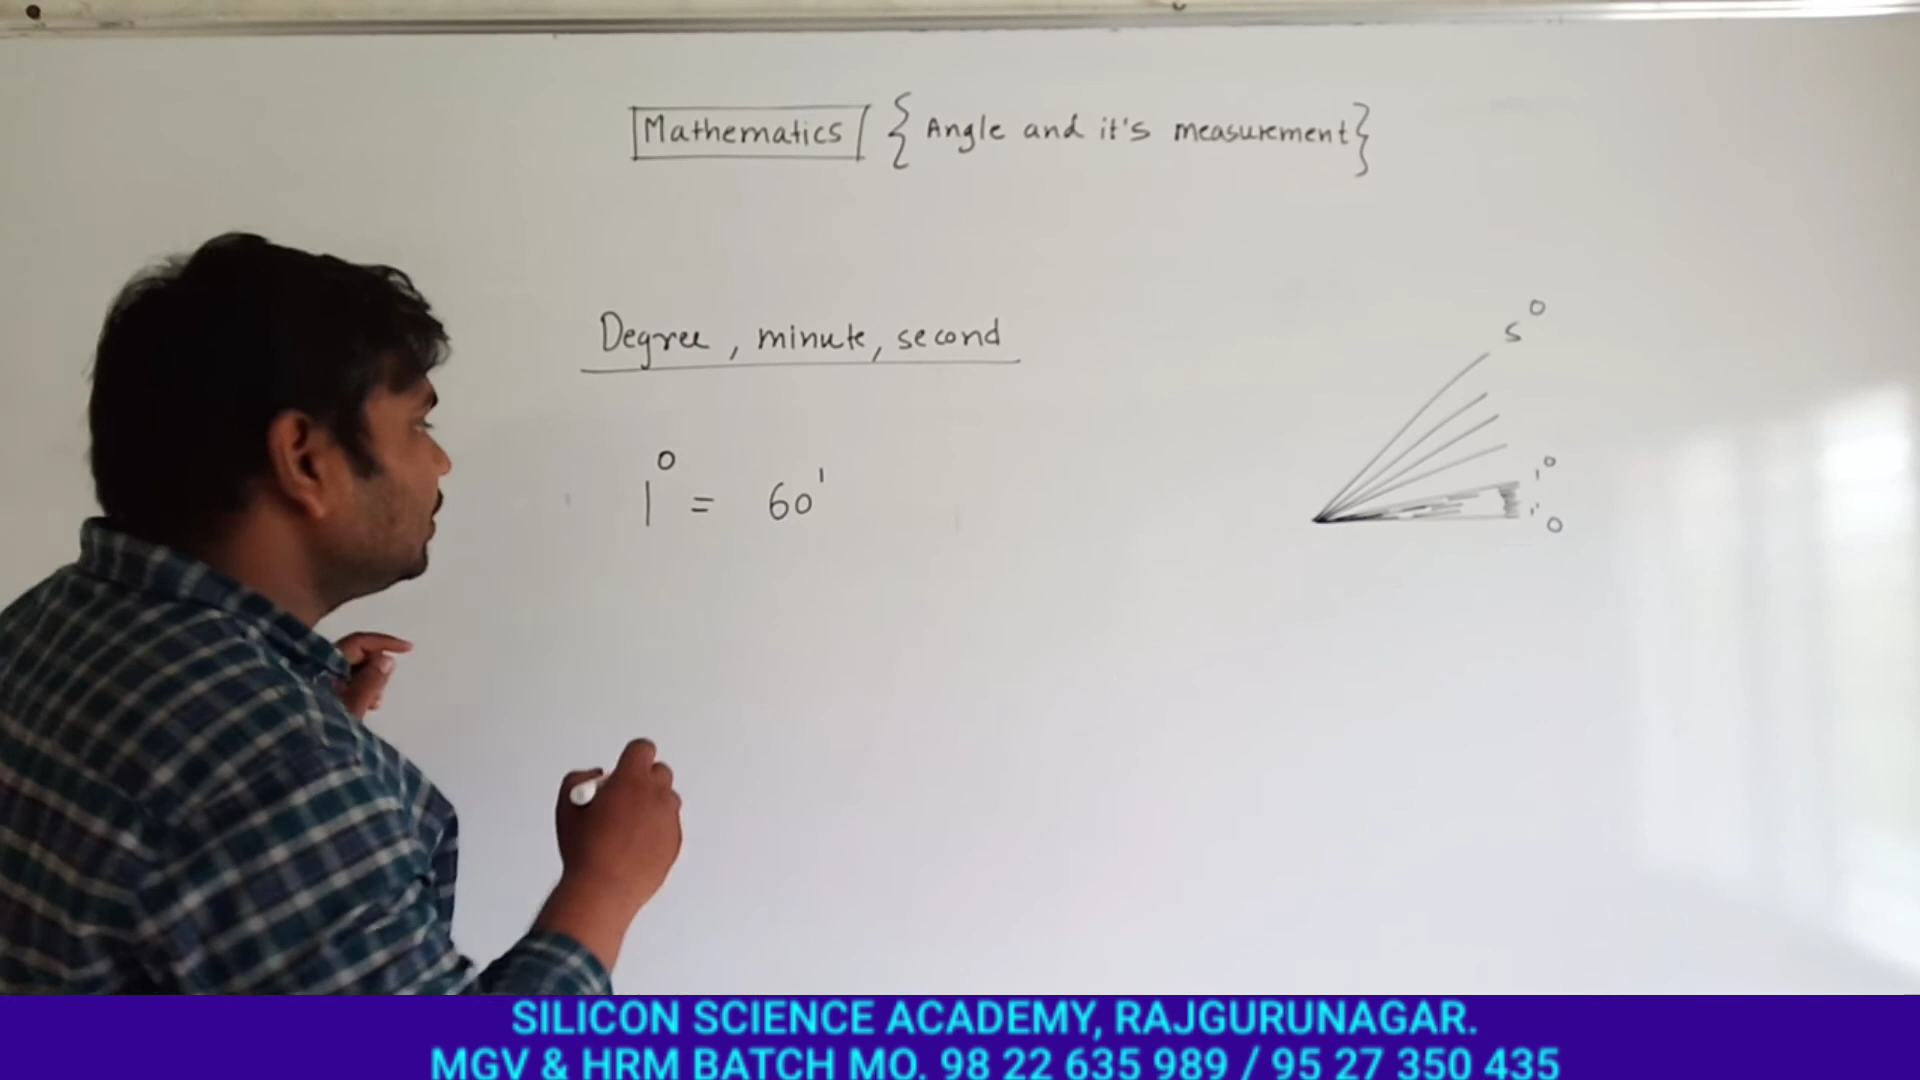 Mathematics { Angle and it's measurement }
Degree, minute, second
5°
1° = 60'
1°
1'
0
SILICON SCIENCE ACADEMY, RAJGURUNAGAR.
MGV & HRM BATCH MO. 98 22 635 989 / 95 27 350 435